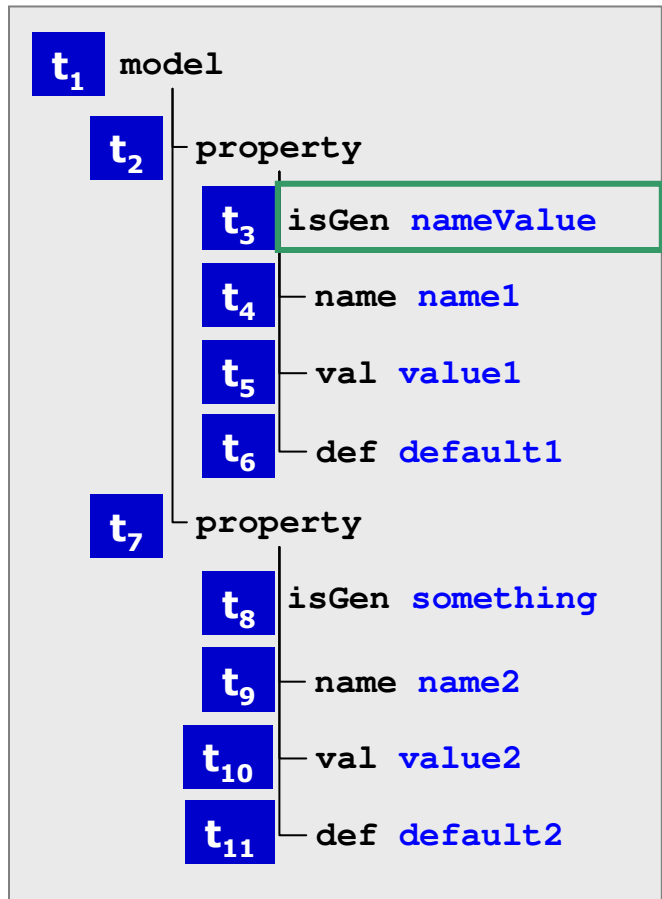 t1 model
t2 property
t3 isGen nameValue
t4 name name1
t5 val value1
t6 def default1
t7 property
t8 isGen something
t9 name name2
t10 val value2
t11 def default2